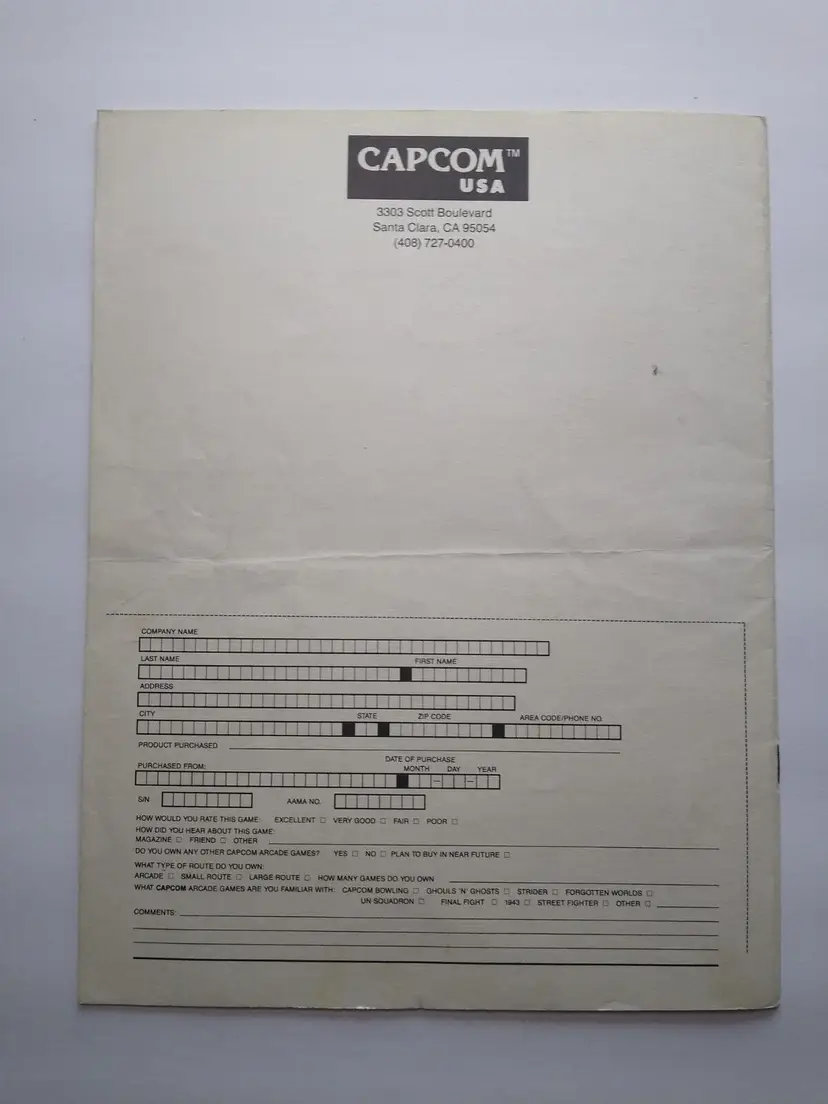 CAPCOM™
USA
3303 Scott Boulevard
Santa Clara, CA 95054
(408) 727-0400
COMPANY NAME
LAST NAME FIRST NAME
ADDRESS
CITY STATE ZIP CODE AREA CODE/PHONE NO.
PRODUCT PURCHASED
DATE OF PURCHASE
PURCHASED FROM: MONTH DAY YEAR
S/N AAMA NO.
HOW WOULD YOU RATE THIS GAME: EXCELLENT □ VERY GOOD □ FAIR □ POOR □
HOW DID YOU HEAR ABOUT THIS GAME:
MAGAZINE □ FRIEND □ OTHER
DO YOU OWN ANY OTHER CAPCOM ARCADE GAMES? YES □ NO □ PLAN TO BUY IN NEAR FUTURE □
WHAT TYPE OF ROUTE DO YOU OWN:
ARCADE □ SMALL ROUTE □ LARGE ROUTE □ HOW MANY GAMES DO YOU OWN
WHAT CAPCOM ARCADE GAMES ARE YOU FAMILIAR WITH: CAPCOM BOWLING □ GHOULS 'N' GHOSTS □ STRIDER □ FORGOTTEN WORLDS □
UN SQUADRON □ FINAL FIGHT □ 1943 □ STREET FIGHTER □ OTHER □
COMMENTS: